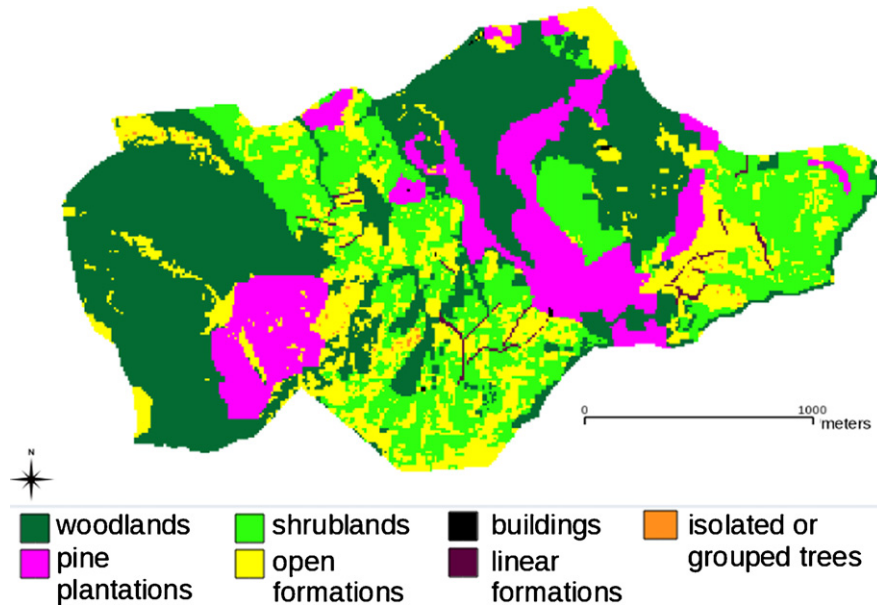 0 1000
meters
N
woodlands shrublands buildings isolated or
grouped trees
pine
plantations
open
formations
linear
formations